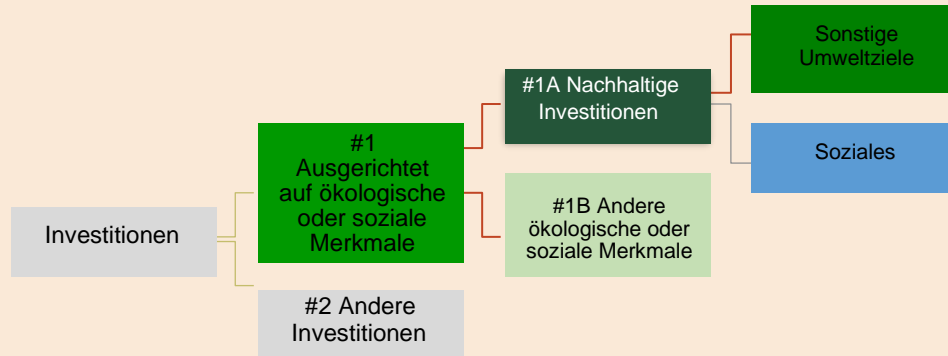 Investitionen
#1
Ausgerichtet
auf ökologische
oder soziale
Merkmale
#2 Andere
Investitionen
#1A Nachhaltige
Investitionen
#1B Andere
ökologische oder
soziale Merkmale
Sonstige
Umweltziele
Soziales